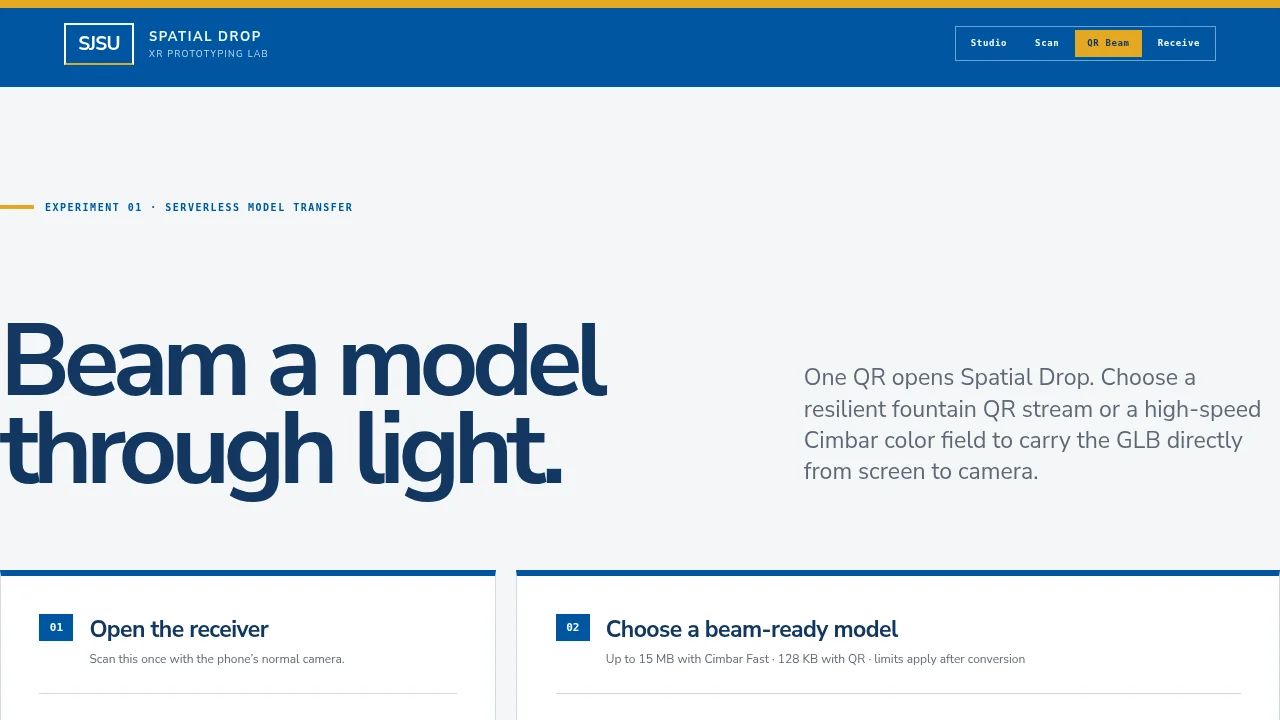 SJSU
SPATIAL DROP
XR PROTOTYPING LAB
Studio
Scan
QR Beam
Receive
EXPERIMENT 01 · SERVERLESS MODEL TRANSFER
Beam a model
through light.
One QR opens Spatial Drop. Choose a
resilient fountain QR stream or a high-speed
Cimbar color field to carry the GLB directly
from screen to camera.
01
Open the receiver
Scan this once with the phone's normal camera.
02
Choose a beam-ready model
Up to 15 MB with Cimbar Fast · 128 KB with QR · limits apply after conversion